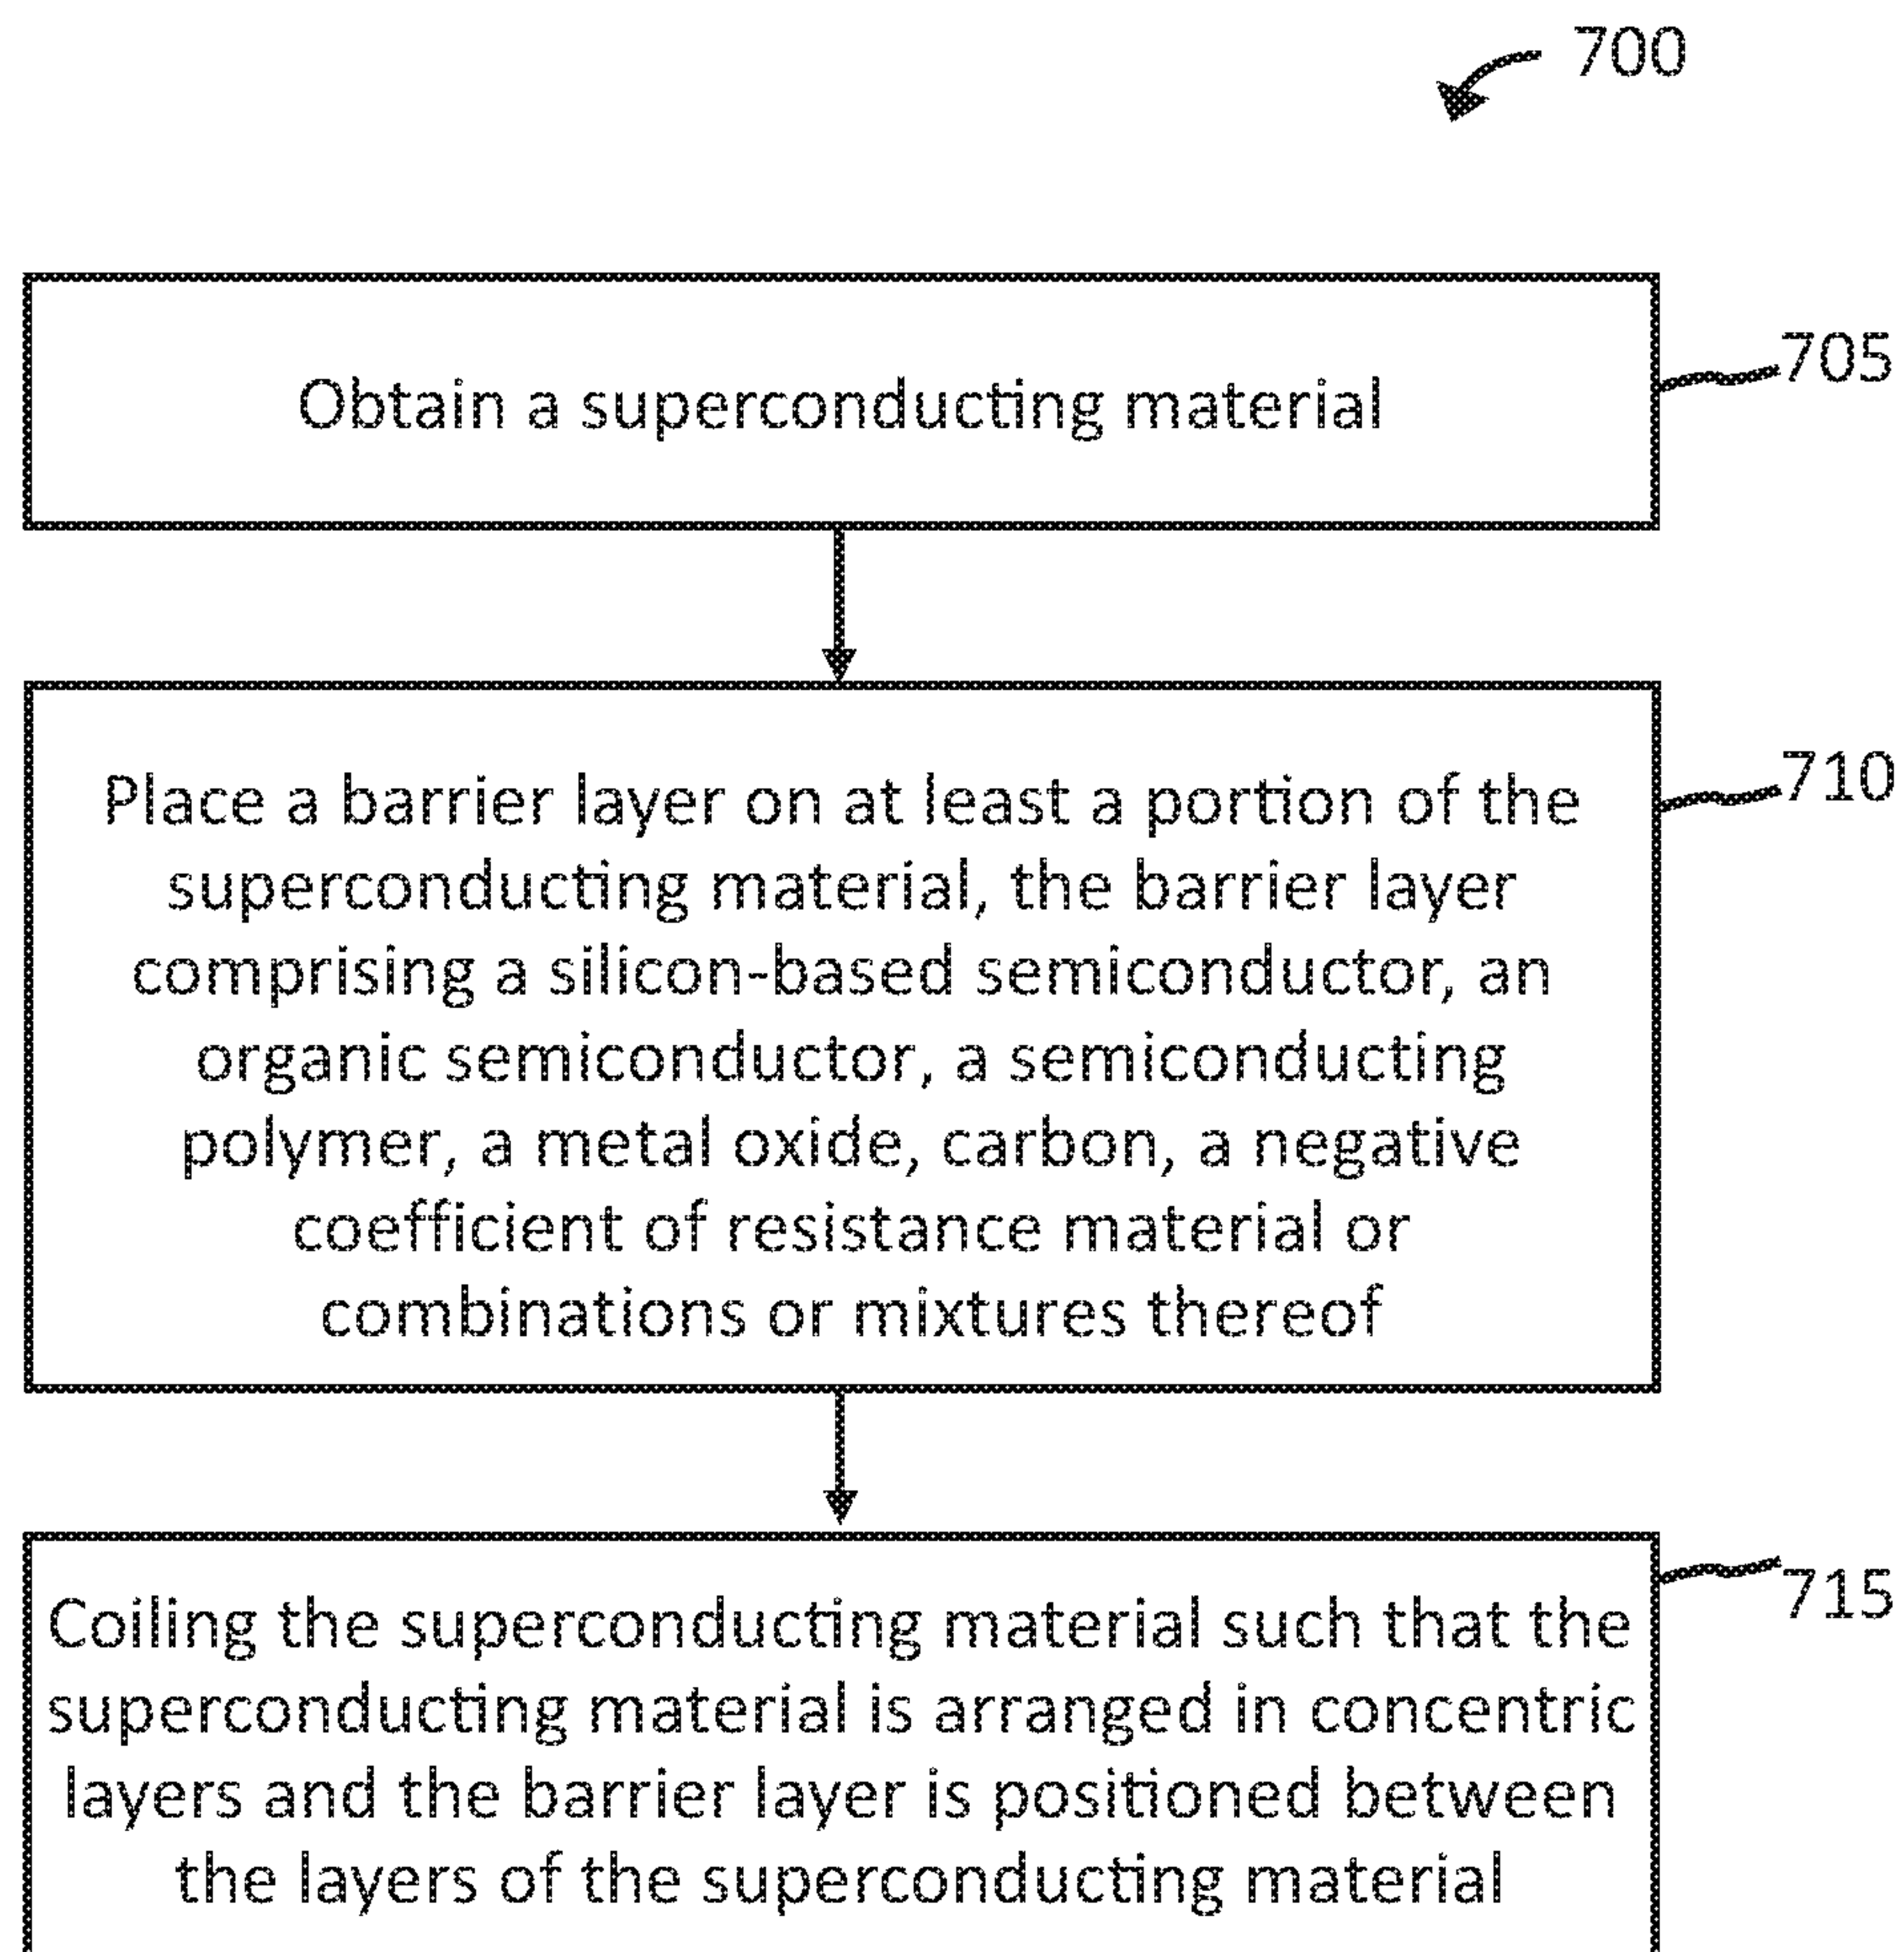 700
Obtain a superconducting material
705
Place a barrier layer on at least a portion of the
superconducting material, the barrier layer
comprising a silicon-based semiconductor, an
organic semiconductor, a semiconducting
polymer, a metal oxide, carbon, a negative
coefficient of resistance material or
combinations or mixtures thereof
710
Coiling the superconducting material such that the
superconducting material is arranged in concentric
layers and the barrier layer is positioned between
the layers of the superconducting material
715